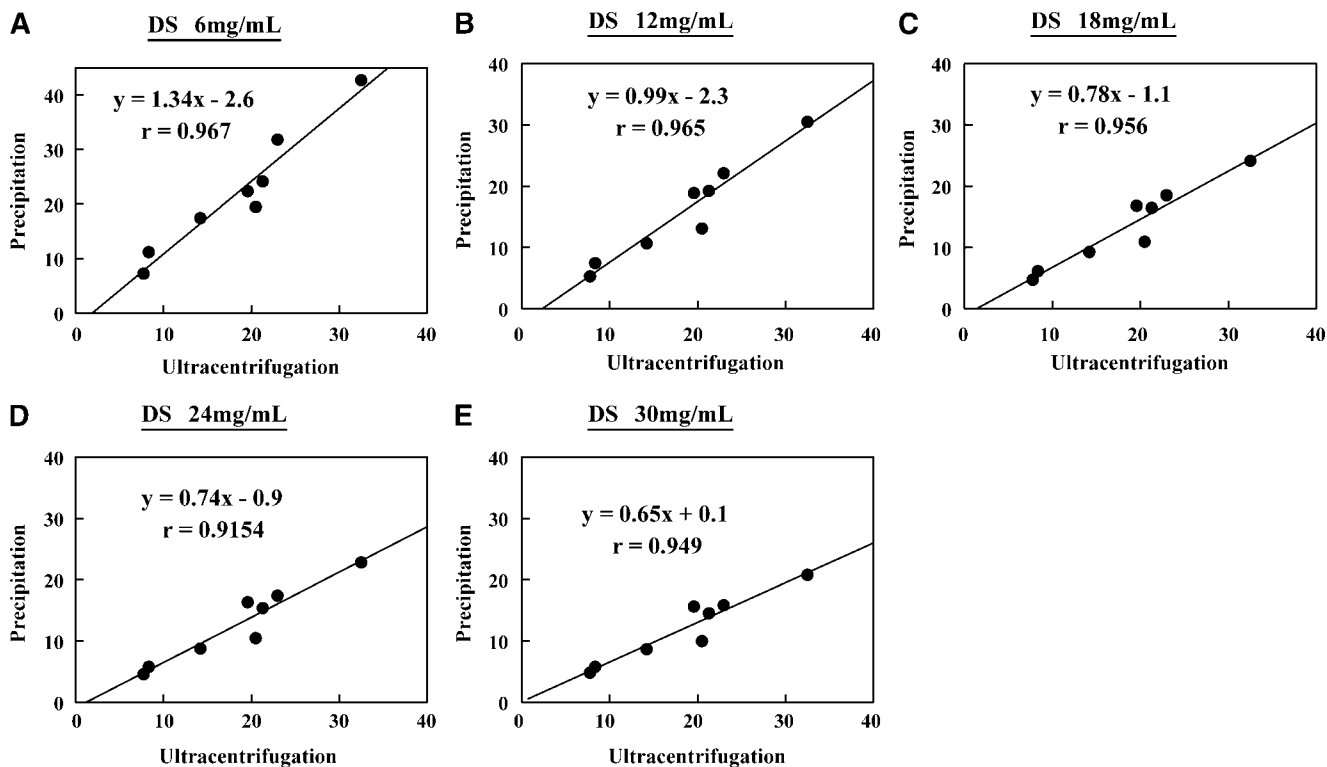 A
DS 6mg/mL
40
30
20
10
0
y = 1.34x - 2.6
r = 0.967
Precipitation
0 10 20 30 40
Ultracentrifugation
B
DS 12mg/mL
40
30
20
10
0
y = 0.99x - 2.3
r = 0.965
Precipitation
0 10 20 30 40
Ultracentrifugation
C
DS 18mg/mL
40
30
20
10
0
y = 0.78x - 1.1
r = 0.956
Precipitation
0 10 20 30 40
Ultracentrifugation
D
DS 24mg/mL
40
30
20
10
0
y = 0.74x - 0.9
r = 0.9154
Precipitation
0 10 20 30 40
Ultracentrifugation
E
DS 30mg/mL
40
30
20
10
0
y = 0.65x + 0.1
r = 0.949
Precipitation
0 10 20 30 40
Ultracentrifugation